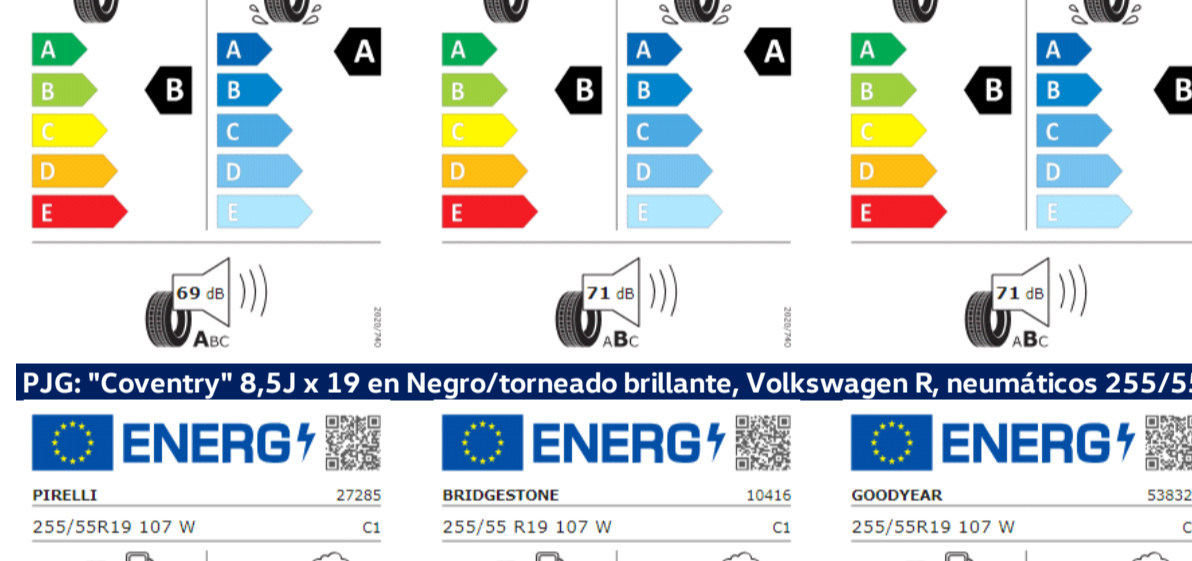 A A A A A A A
B B B B B B B B
C C C C C C
D D D D D D
E E E E E E
69 dB 71 dB 71 dB
ABC ABC ABC
2020/740 2020/740
PJG: "Coventry" 8,5J x 19 en Negro/torneado brillante, Volkswagen R, neumáticos 255/55
ENERG ENERG ENERG
PIRELLI 27285 BRIDGESTONE 10416 GOODYEAR 53832
255/55R19 107 W C1 255/55 R19 107 W C1 255/55R19 107 W C